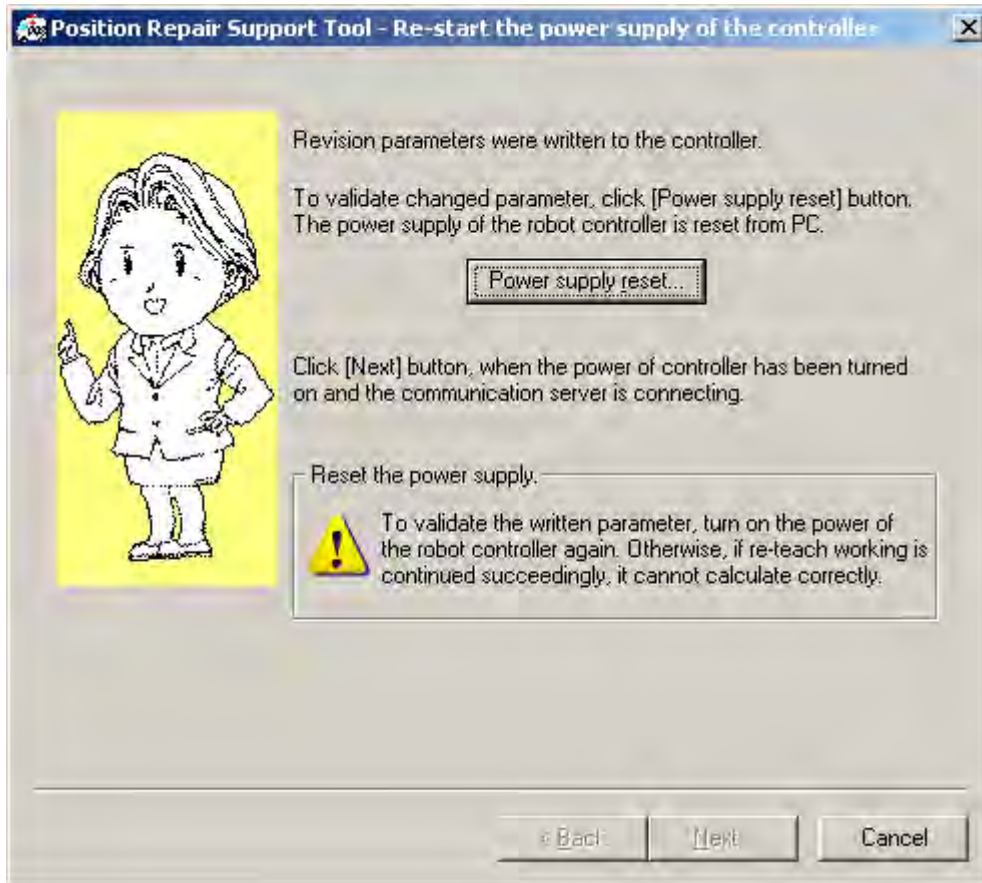 Position Repair Support Tool - Re-start the power supply of the controller
Revision parameters were written to the controller.
To validate changed parameter, click [Power supply reset] button.
The power supply of the robot controller is reset from PC.
Power supply reset...
Click [Next] button, when the power of controller has been turned
on and the communication server is connecting.
Reset the power supply.
To validate the written parameter, turn on the power of
the robot controller again. Otherwise, if re-teach working is
continued succeedingly, it cannot calculate correctly.
< Back
Next
Cancel